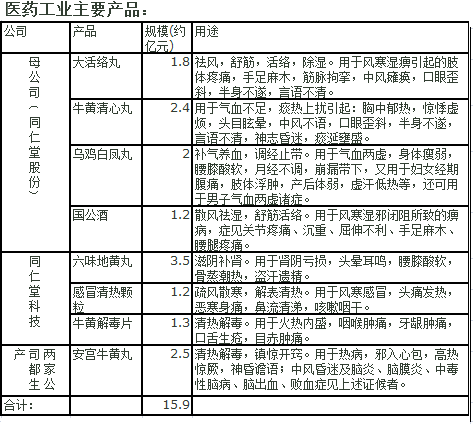 医药工业主要产品：
公司 产品 规模(约亿元) 用途
母公司（同仁堂股份）
大活络丸 1.8 祛风，舒筋，活络，除湿。用于风寒湿痹引起的肢
体疼痛，手足麻木，筋脉拘挛，中风瘫痪，口眼歪
斜，半身不遂，言语不清。
牛黄清心丸 2.4 用于气血不足，痰热上扰引起：胸中郁热，惊悸虚
烦，头目眩晕，中风不语，口眼歪斜，半身不遂，
言语不清，神志昏迷，痰涎壅盛。
乌鸡白凤丸 2 补气养血，调经止带。用于气血两虚，身体瘦弱，
腰膝酸软，月经不调，崩漏带下，又用于妇女经期
腹痛，肢体浮肿，产后体弱，虚汗低热等，还可用
于男子气血两虚诸症。
国公酒 1.2 散风祛湿，舒筋活络。用于风寒湿邪闭阻所致的痹
病，症见关节疼痛、沉重、屈伸不利、手足麻木、
腰腿疼痛。
同仁堂科技
六味地黄丸 3.5 滋阴补肾。用于肾阴亏损，头晕耳鸣，腰膝酸软，
骨蒸潮热，盗汗遗精。
感冒清热颗粒 1.2 疏风散寒，解表清热。用于风寒感冒，头痛发热，
恶寒身痛，鼻流清涕，咳嗽咽干。
牛黄解毒片 1.3 清热解毒。用于火热内盛，咽喉肿痛，牙龈肿痛，
口舌生疮，目赤肿痛。
两家公司都生产
安宫牛黄丸 2.5 清热解毒，镇惊开窍。用于热病，邪入心包，高热
惊厥，神昏谵语；中风昏迷及脑炎、脑膜炎、中毒
性脑病、脑出血、败血症见上述证候者。
合计： 15.9